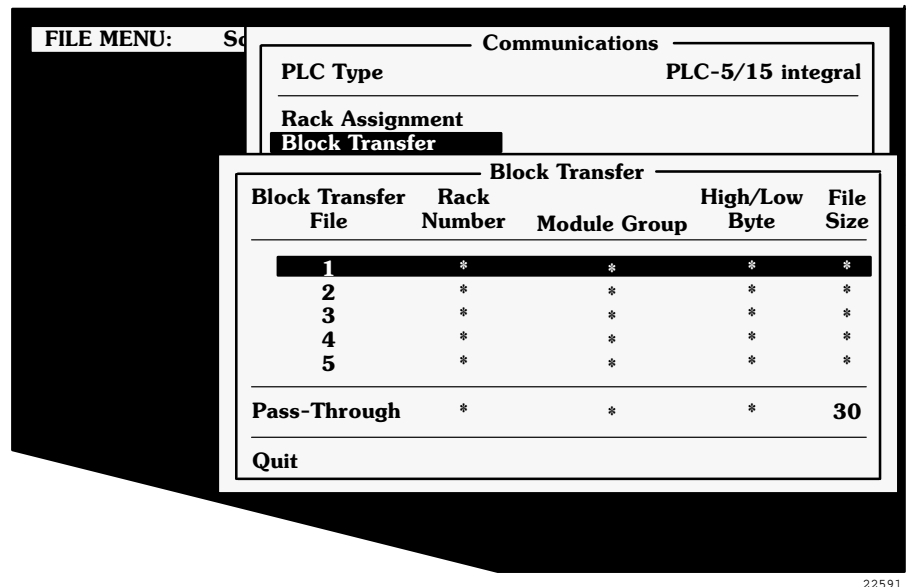 FILE MENU:
Communications
PLC Type PLC-5/15 integral
Rack Assignment
Block Transfer
Block Transfer
Block Transfer Rack High/Low File
File Number Module Group Byte Size
1 * * * *
2 * * * *
3 * * * *
4 * * * *
5 * * * *
Pass-Through * * * 30
Quit
22591